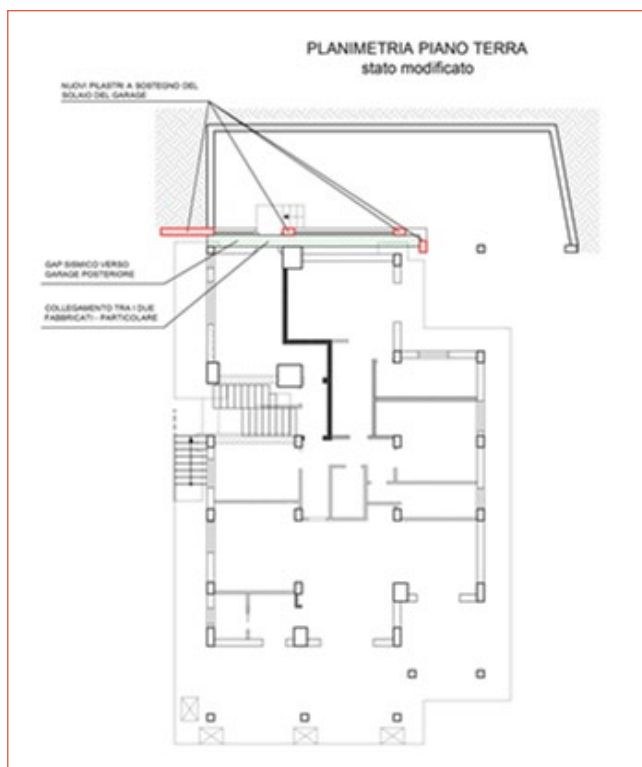 PLANIMETRIA PIANO TERRA
stato modificato
NUOVI PILASTRI A SOSTEGNO DEL
SOLAIO DEL GARAGE
GAP SISMICO VERSO
GARAGE POSTERIORE
COLLEGAMENTO TRA I DUE
FABBRICATI - PARTICOLARE